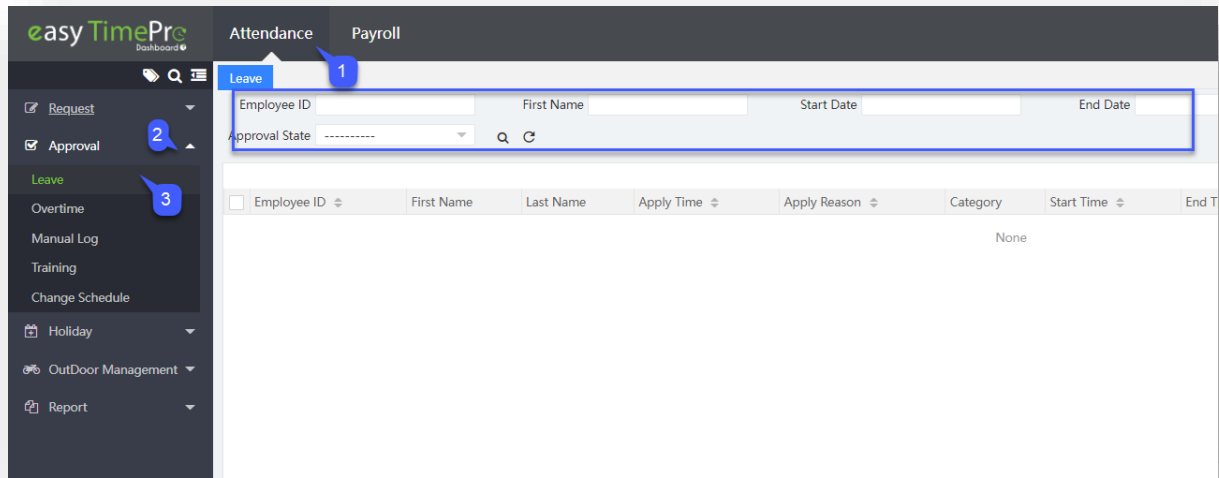 easy TimePro Attendance Payroll
Dashboard
1
Leave
Request
Employee ID First Name Start Date End Date
Approval 2
Approval State ----------
Leave
3
Employee ID First Name Last Name Apply Time Apply Reason Category Start Time End T
Overtime
Manual Log
None
Training
Change Schedule
Holiday
OutDoor Management
Report